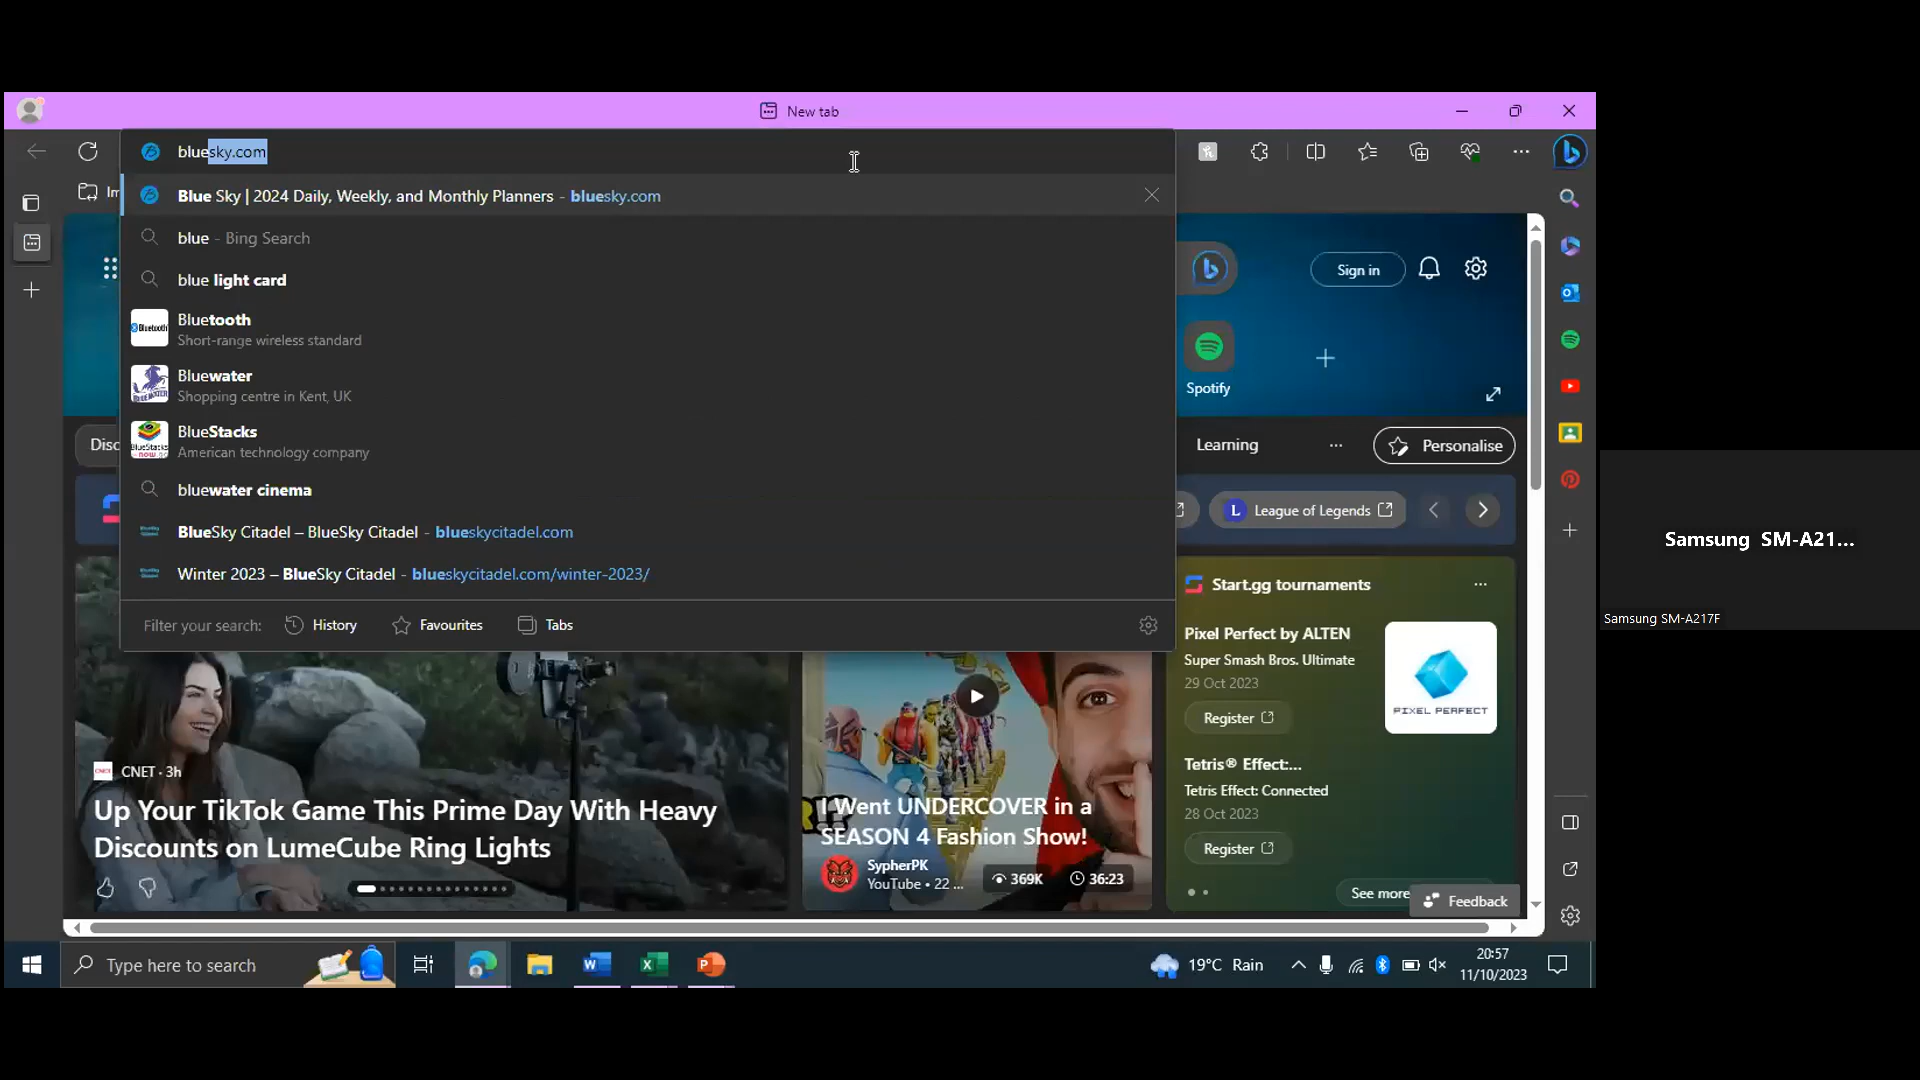 New tab
bluesky.com
Im
Blue Sky | 2024 Daily, Weekly, and Monthly Planners - bluesky.com
blue - Bing Search
blue light card
Bluetooth
Short-range wireless standard
Bluewater
Shopping centre in Kent, UK
BlueStacks
American technology company
bluewater cinema
BlueSky Citadel – BlueSky Citadel - blueskycitadel.com
Winter 2023 – BlueSky Citadel - blueskycitadel.com/winter-2023/
Filter your search: History Favourites Tabs
Sign in
Spotify
Disc
Learning
Personalise
League of Legends
Start.gg tournaments
Pixel Perfect by ALTEN
Super Smash Bros. Ultimate
29 Oct 2023
Register
PIXEL PERFECT
Tetris® Effect:...
Tetris Effect: Connected
28 Oct 2023
Register
See more
Feedback
CNET · 3h
Up Your TikTok Game This Prime Day With Heavy
Discounts on LumeCube Ring Lights
I Went UNDERCOVER in a
SEASON 4 Fashion Show!
SypherPK
YouTube • 22 ...
369K
36:23
Type here to search
19°C Rain
20:57
11/10/2023
Samsung SM-A21...
Samsung SM-A217F